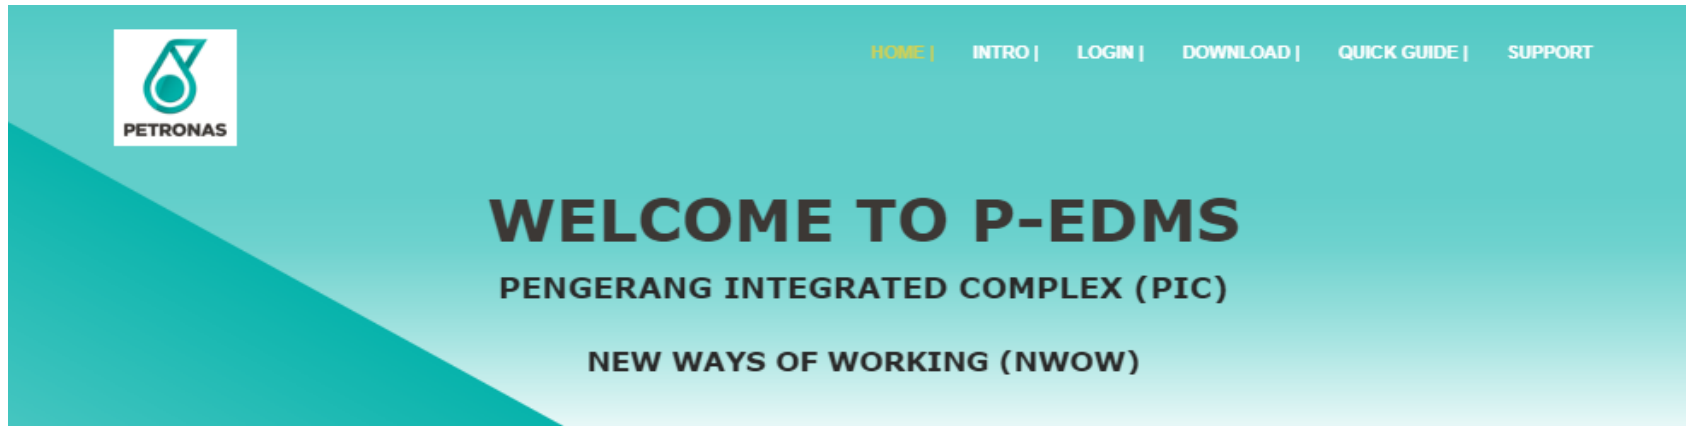 PETRONAS
HOME | INTRO | LOGIN | DOWNLOAD | QUICK GUIDE | SUPPORT
WELCOME TO P-EDMS
PENGERANG INTEGRATED COMPLEX (PIC)
NEW WAYS OF WORKING (NWOW)